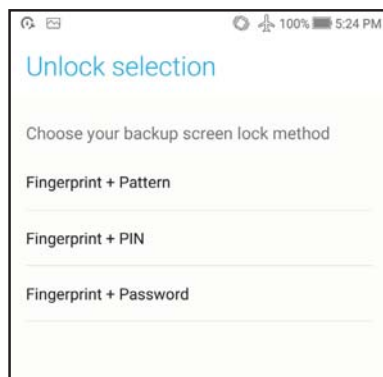 100% 5:24 PM
Unlock selection
Choose your backup screen lock method
Fingerprint + Pattern
Fingerprint + PIN
Fingerprint + Password